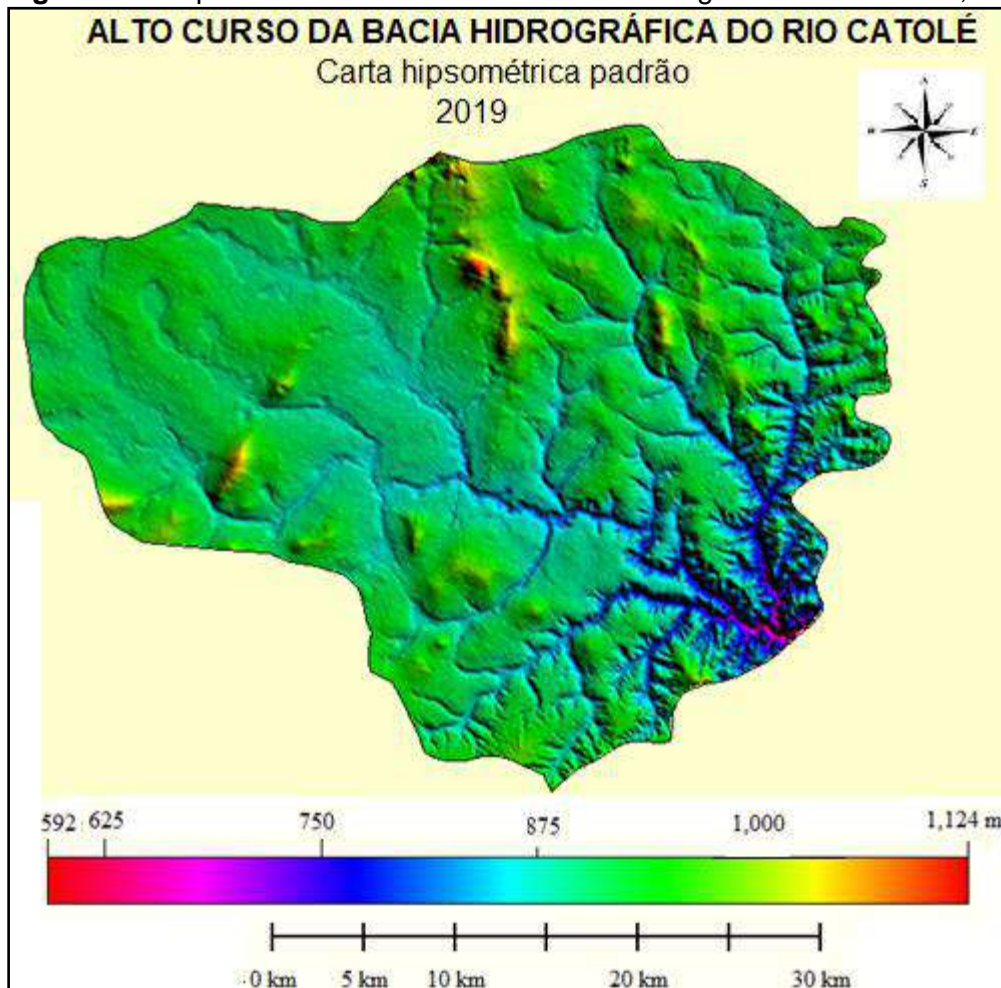 ALTO CURSO DA BACIA HIDROGRÁFICA DO RIO CATOLÉ
Carta hipsométrica padrão
2019
N
S
E
592 625 750 875 1,000 1,124 m
0 km 5 km 10 km 20 km 30 km